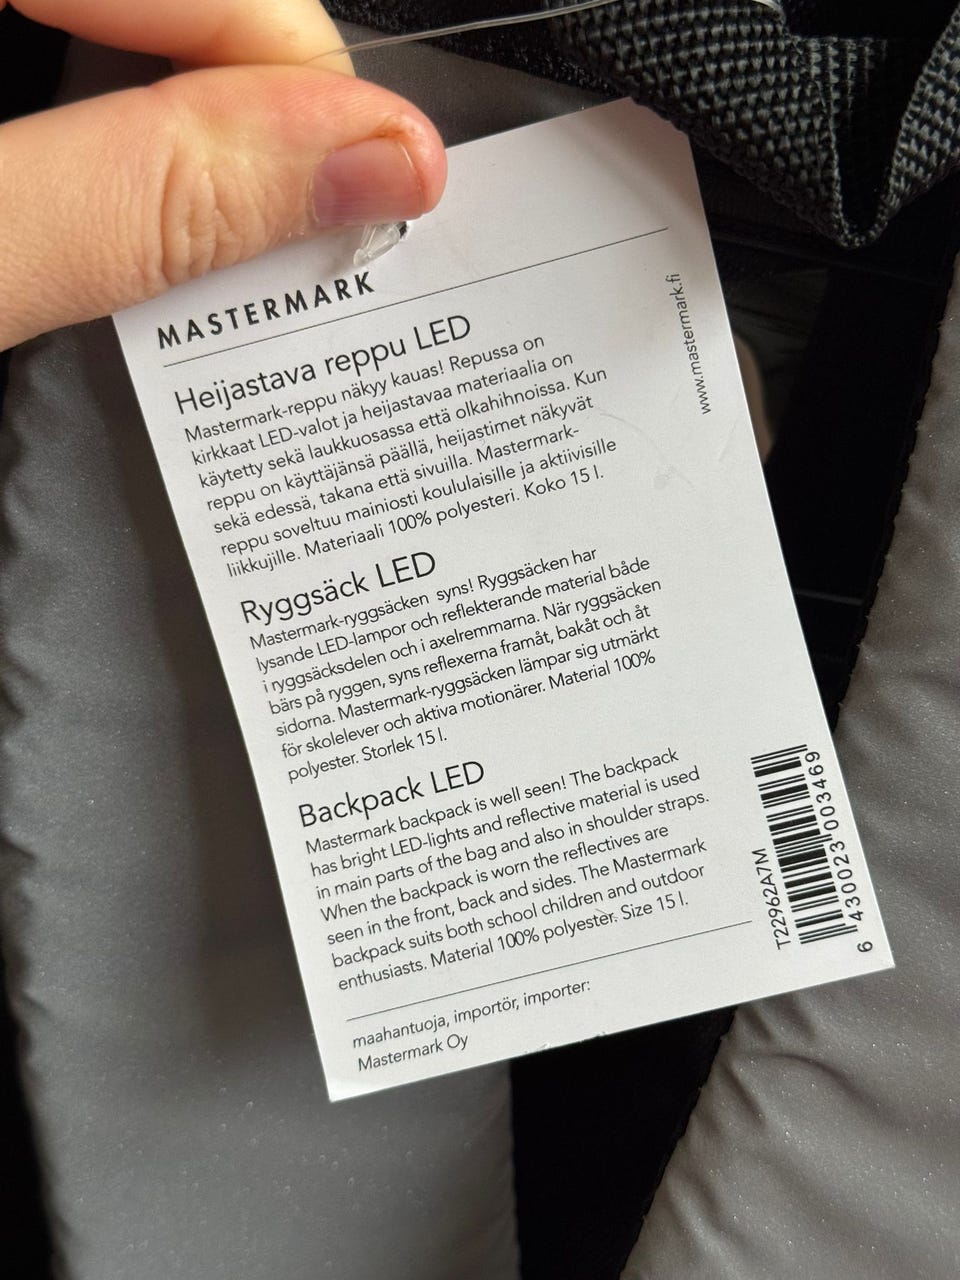 MASTERMARK
www.mastermark.fi
Heijastava reppu LED
Mastermark-reppu näkyy kauas! Repussa on
kirkkaat LED-valot ja heijastavaa materiaalia on
käytetty sekä laukkuosassa että olkahihnoissa. Kun
reppu on käyttäjänsä päällä, heijastimet näkyvät
sekä edessä, takana että sivuilla. Mastermark-
reppu soveltuu mainiosti koululaisille ja aktiivisille
liikkujille. Materiaali 100% polyesteri. Koko 15 l.
Ryggsäck LED
Mastermark-ryggsäcken syns! Ryggsäcken har
lysande LED-lampor och reflekterande material både
i ryggsäcksdelen och i axelremmarna. När ryggsäcken
bärs på ryggen, syns reflexerna framåt, bakåt och åt
sidorna. Mastermark-ryggsäcken lämpar sig utmärkt
för skolelever och aktiva motionärer. Material 100%
polyester. Storlek 15 l.
Backpack LED
Mastermark backpack is well seen! The backpack
has bright LED-lights and reflective material is used
in main parts of the bag and also in shoulder straps.
When the backpack is worn the reflectives are
seen in the front, back and sides. The Mastermark
backpack suits both school children and outdoor
enthusiasts. Material 100% polyester. Size 15 l.
T22962A7M
6 430023 003469
maahantuoja, importör, importer:
Mastermark Oy